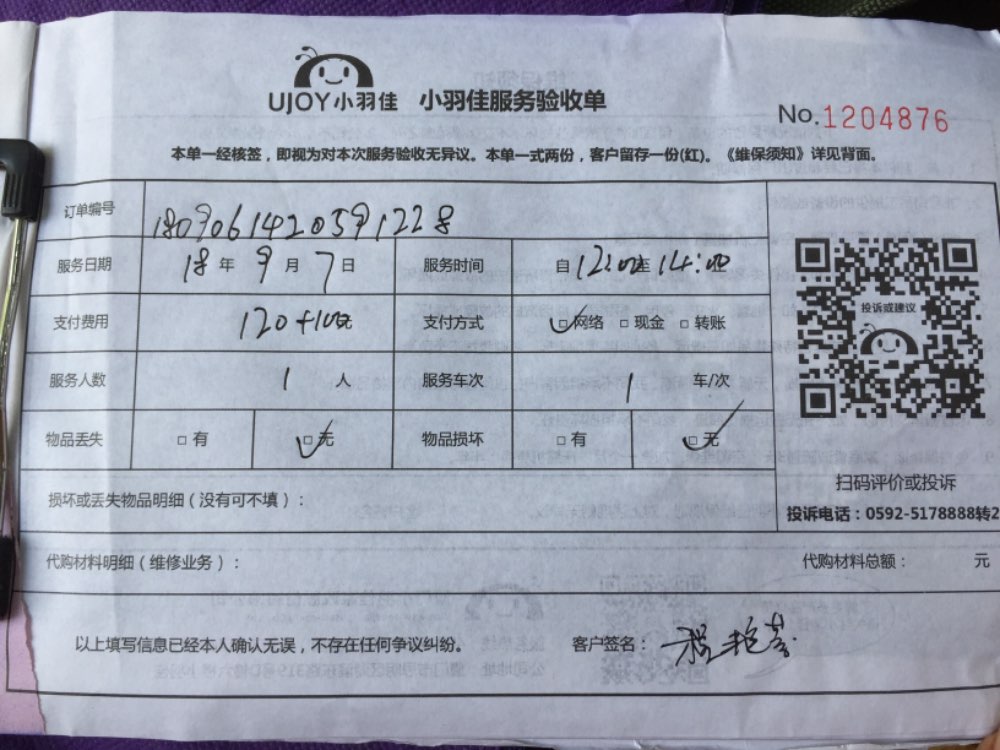 UJOY小羽佳 小羽佳服务验收单
No.1204876
本单一经核签，即视为对本次服务验收无异议。本单一式两份，客户留存一份(红)。《维保须知》详见背面。
订单编号 1809061420591228
服务日期 18 年 9 月 7 日 服务时间 自 12:00 至 14:00
支付费用 120+10元 支付方式 ☑网络 □现金 □转账
投诉或建议
服务人数 1 人 服务车次 1 车/次
物品丢失 □有 ☑无 物品损坏 □有 ☑无
扫码评价或投诉
损坏或丢失物品明细（没有可不填）：
投诉电话：0592-5178888转2
代购材料明细（维修业务）： 代购材料总额： 元
以上填写信息已经本人确认无误，不存在任何争议纠纷。 客户签名：